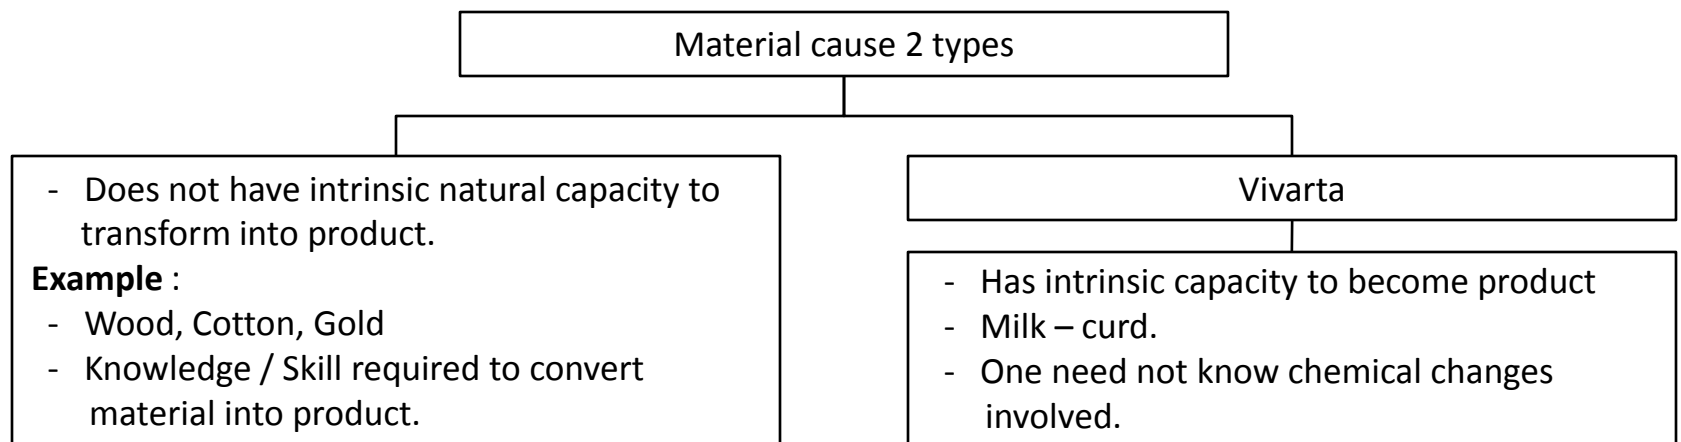 Material cause 2 types
- Does not have intrinsic natural capacity to
transform into product.
Example :
- Wood, Cotton, Gold
- Knowledge / Skill required to convert
material into product.
Vivarta
- Has intrinsic capacity to become product
- Milk – curd.
- One need not know chemical changes
involved.